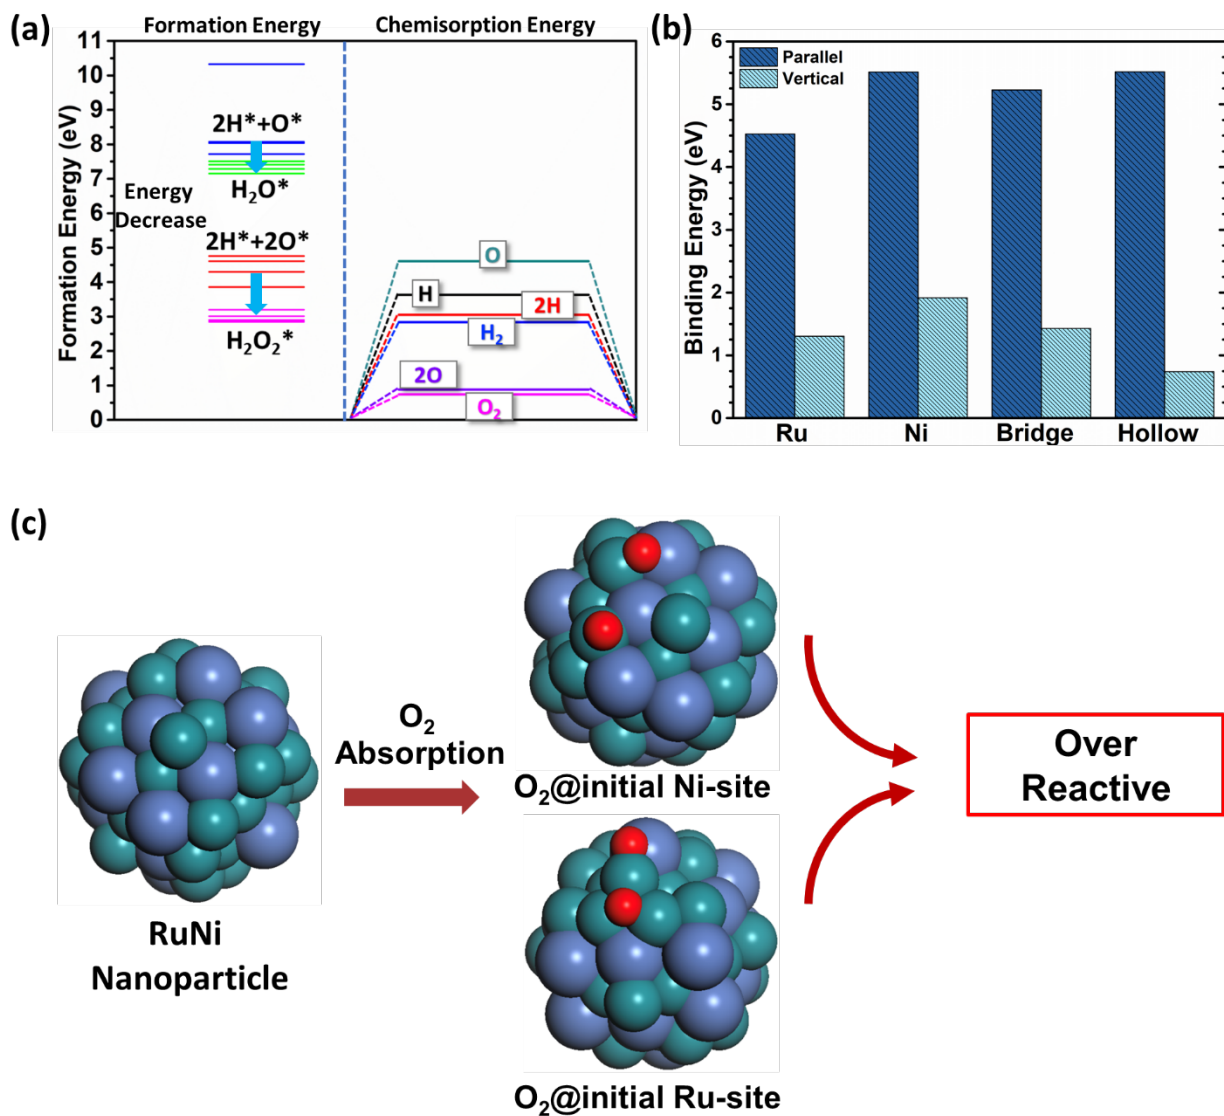 (a)
Formation Energy
Chemisorption Energy
Formation Energy (eV)
11
10
9
8
7
6
5
4
3
2
1
0
2H*+O*
H₂O*
Energy
Decrease
2H*+2O*
H₂O₂*
O
H
2H
H₂
2O
O₂
(b)
Binding Energy (eV)
6
5
4
3
2
1
0
Parallel
Vertical
Ru
Ni
Bridge
Hollow
(c)
RuNi
Nanoparticle
O₂
Absorption
O₂@initial Ni-site
O₂@initial Ru-site
Over
Reactive